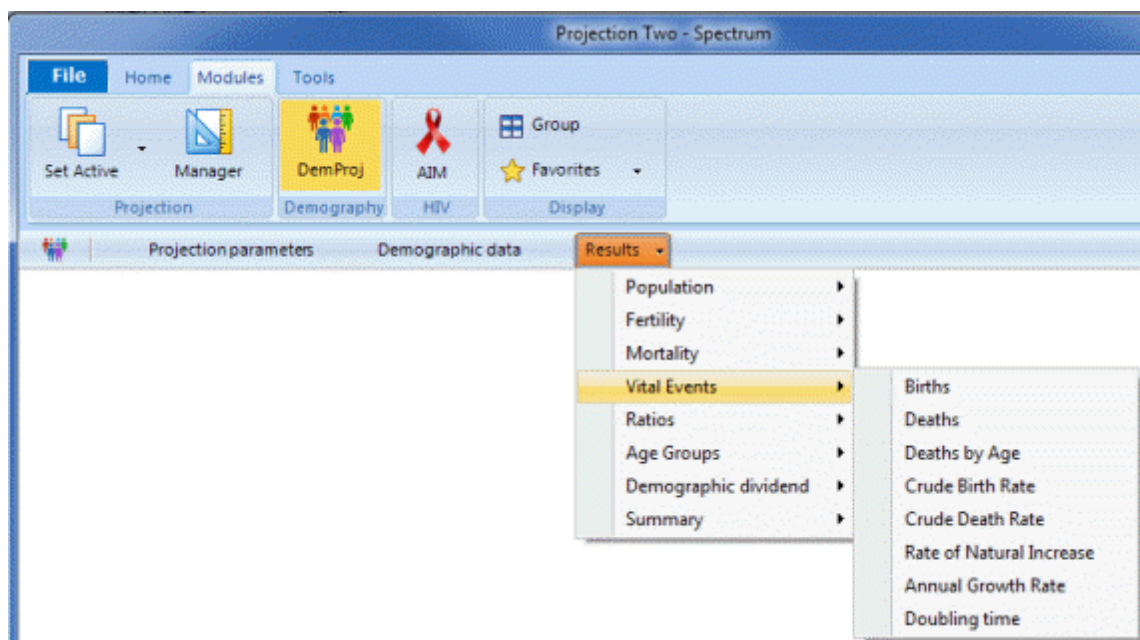 Projection Two - Spectrum
File Home Modules Tools
Set Active Manager DemProj AIM Group
Favorites
Projection Demography HIV Display
Projection parameters Demographic data Results
Population
Fertility
Mortality
Vital Events
Ratios
Age Groups
Demographic dividend
Summary
Births
Deaths
Deaths by Age
Crude Birth Rate
Crude Death Rate
Rate of Natural Increase
Annual Growth Rate
Doubling time